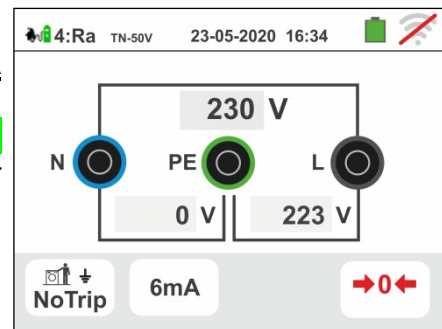 4:Ra TN-50V 23-05-2020 16:34
230 V
N PE L
0 V 223 V
NoTrip 6mA →0←